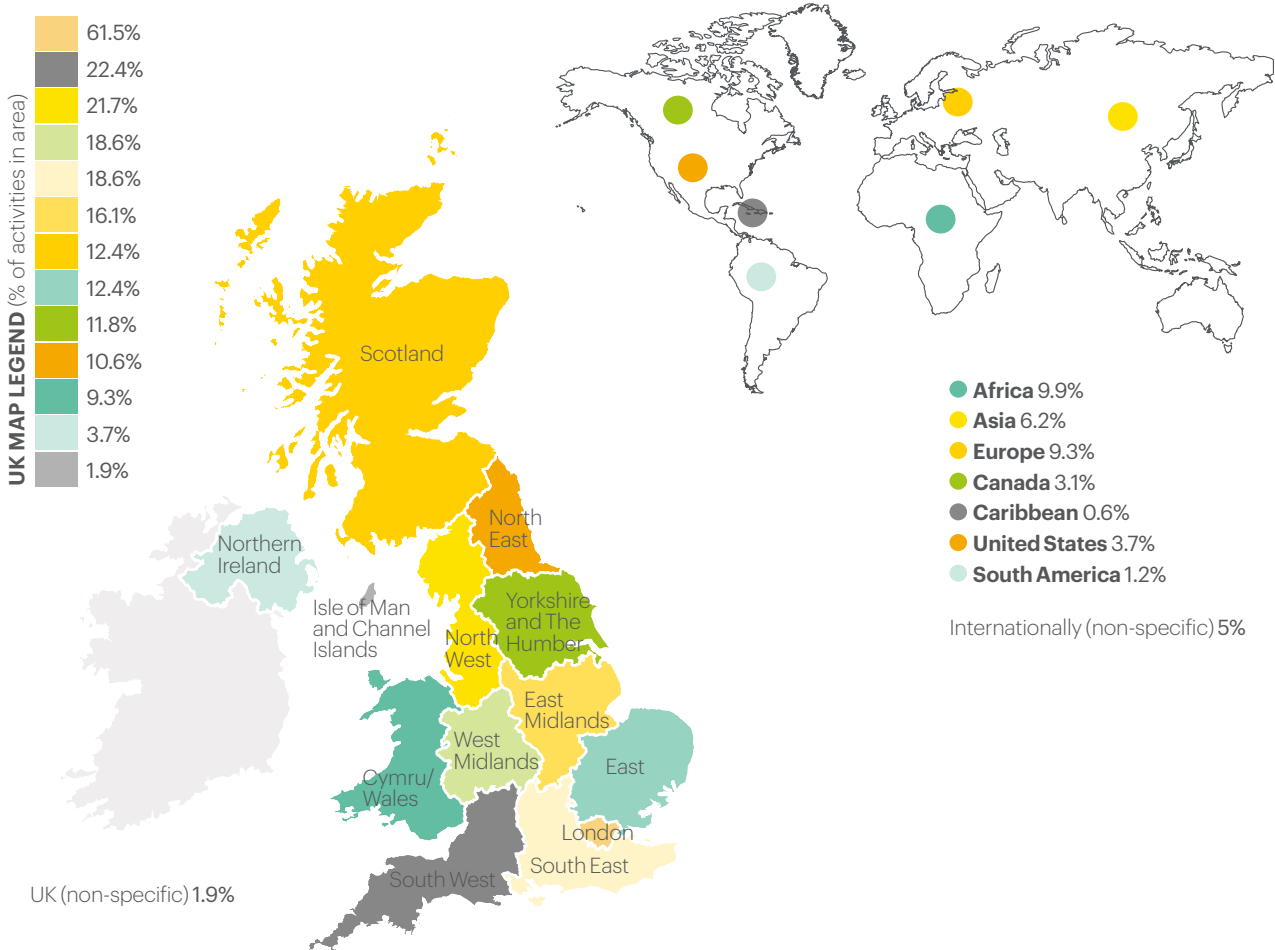 UK MAP LEGEND (% of activities in area)
61.5%
22.4%
21.7%
18.6%
18.6%
16.1%
12.4%
12.4%
11.8%
10.6%
9.3%
3.7%
1.9%
Scotland
North
East
Northern
Ireland
Isle of Man
and Channel
Islands
Yorkshire
and The
Humber
North
West
East
Midlands
West
Midlands
East
Cymru/
Wales
London
South East
South West
UK (non-specific) 1.9%
Africa 9.9%
Asia 6.2%
Europe 9.3%
Canada 3.1%
Caribbean 0.6%
United States 3.7%
South America 1.2%
Internationally (non-specific) 5%